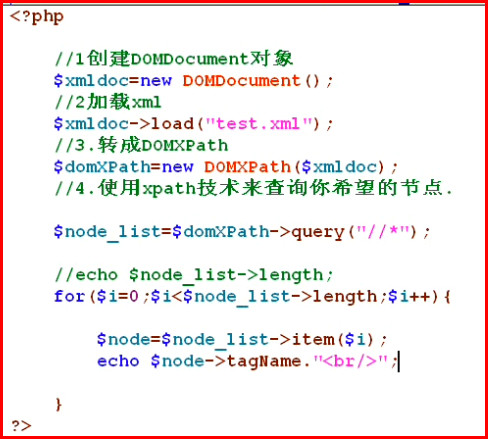 <?php
//1创建DOMDocument对象
$xmldoc=new DOMDocument();
//2加载xml
$xmldoc->load("test.xml");
//3.转成DOMXPath
$domXPath=new DOMXPath($xmldoc);
//4.使用xpath技术来查询你希望的节点.
$node_list=$domXPath->query("//*");
//echo $node_list->length;
for($i=0;$i<$node_list->length;$i++){
$node=$node_list->item($i);
echo $node->tagName."<br/>";
}
?>